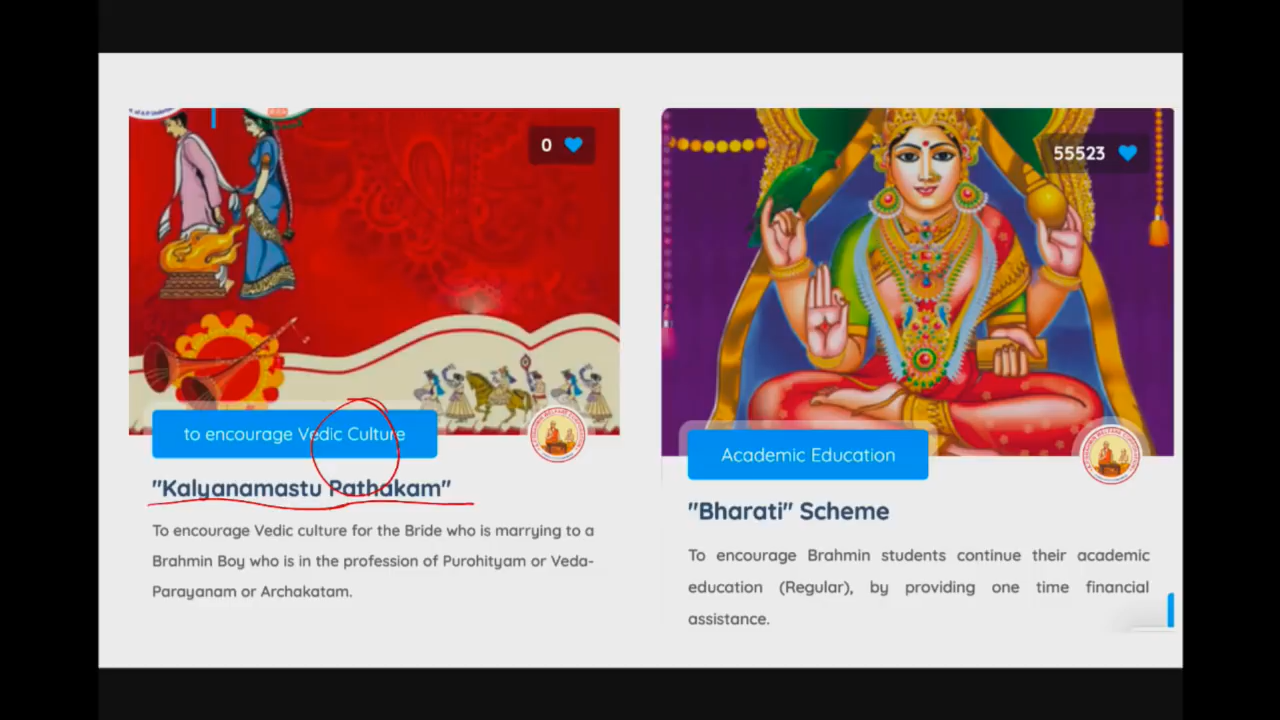 0
to encourage Vedic Culture
"Kalyanamastu Pathakam"
To encourage Vedic culture for the Bride who is marrying to a
Brahmin Boy who is in the profession of Purohityam or Veda-
Parayanam or Archakatam.
55523
Academic Education
"Bharati" Scheme
To encourage Brahmin students continue their academic
education (Regular), by providing one time financial
assistance.